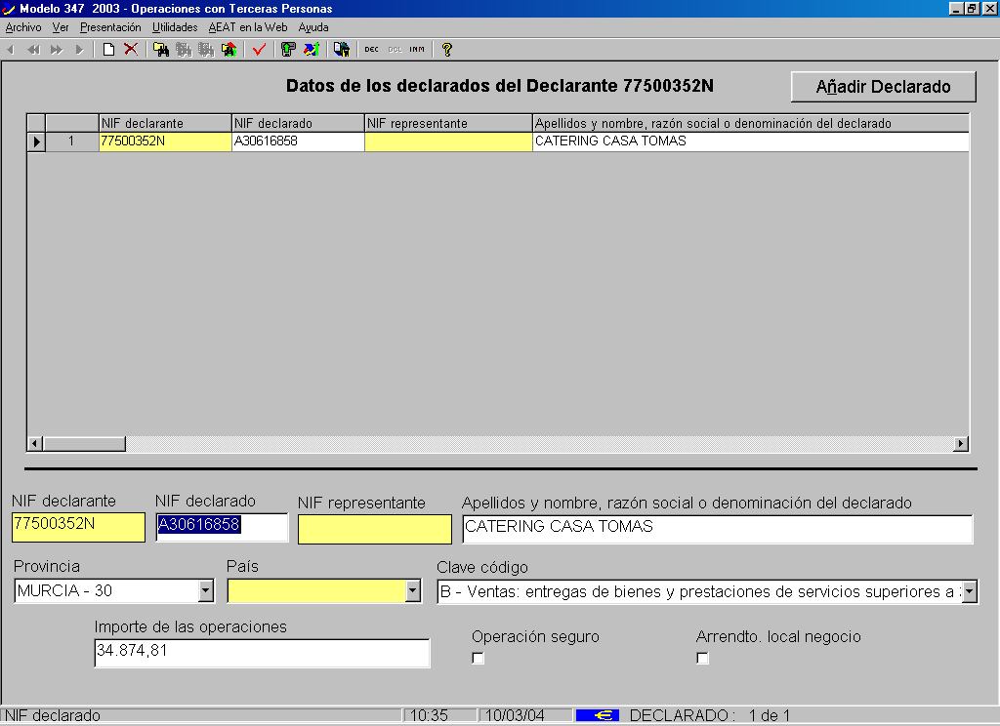 Modelo 347 2003 - Operaciones con Terceras Personas
Archivo Ver Presentación Utilidades AEAT en la Web Ayuda
DEC DCL INM ?
Datos de los declarados del Declarante 77500352N
Añadir Declarado
NIF declarante NIF declarado NIF representante Apellidos y nombre, razón social o denominación del declarado
1 77500352N A30616858 CATERING CASA TOMAS
NIF declarante NIF declarado NIF representante Apellidos y nombre, razón social o denominación del declarado
77500352N A30616858 CATERING CASA TOMAS
Provincia País Clave código
MURCIA - 30 B - Ventas: entregas de bienes y prestaciones de servicios superiores a
Importe de las operaciones Operación seguro Arrendto. local negocio
34.874,81
NIF declarado 10:35 10/03/04 € DECLARADO : 1 de 1